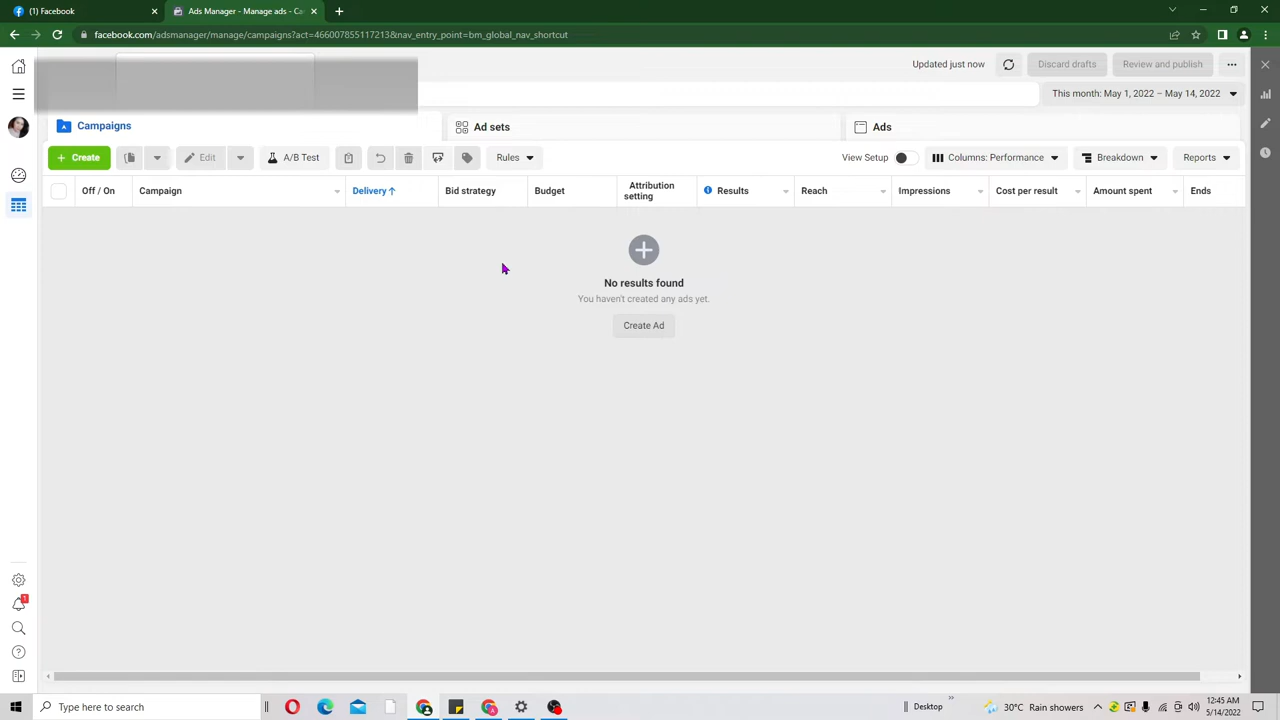 (1) Facebook
Ads Manager - Manage ads - Ca
facebook.com/adsmanager/manage/campaigns?act=466007855117213&nav_entry_point=bm_global_nav_shortcut
Updated just now
Discard drafts
Review and publish
This month: May 1, 2022 – May 14, 2022
Campaigns
Ad sets
Ads
+ Create
Edit
A/B Test
Rules
View Setup
Columns: Performance
Breakdown
Reports
Off / On
Campaign
Delivery ↑
Bid strategy
Budget
Attribution
setting
Results
Reach
Impressions
Cost per result
Amount spent
Ends
No results found
You haven't created any ads yet.
Create Ad
1
Type here to search
Desktop
30°C Rain showers
12:45 AM
5/14/2022